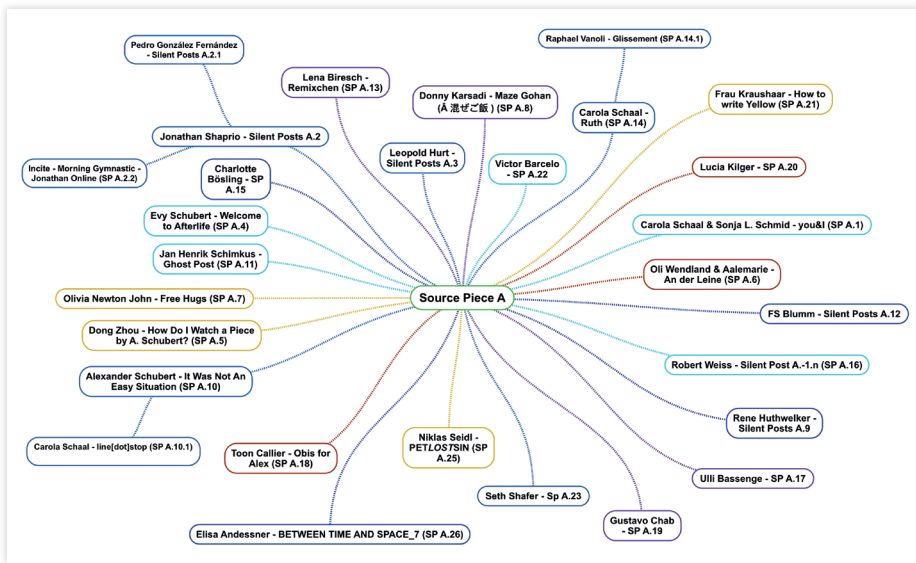 Raphael Vanoli - Glissement (SP A.14.1)
Pedro González Fernández
- Silent Posts A.2.1
Lena Biresch -
Remixchen (SP A.13)
Donny Karsadi - Maze Gohan
(Â 混ぜご飯 ) (SP A.8)
Frau Kraushaar - How to
write Yellow (SP A.21)
Carola Schaal -
Ruth (SP A.14)
Jonathan Shaprio - Silent Posts A.2
Leopold Hurt -
Silent Posts A.3
Victor Barcelo
- SP A.22
Lucia Kilger - SP A.20
Incite - Morning Gymnastic -
Jonathan Online (SP A.2.2)
Charlotte
Bösling - SP
A.15
Evy Schubert - Welcome
to Afterlife (SP A.4)
Carola Schaal & Sonja L. Schmid - you&I (SP A.1)
Jan Henrik Schimkus -
Ghost Post (SP A.11)
Oli Wendland & Aalemarie -
An der Leine (SP A.6)
Olivia Newton John - Free Hugs (SP A.7)
Source Piece A
FS Blumm - Silent Posts A.12
Dong Zhou - How Do I Watch a Piece
by A. Schubert? (SP A.5)
Robert Weiss - Silent Post A.-1.n (SP A.16)
Alexander Schubert - It Was Not An
Easy Situation (SP A.10)
Rene Huthwelker -
Silent Posts A.9
Carola Schaal - line[dot]stop (SP A.10.1)
Toon Callier - Obis for
Alex (SP A.18)
Niklas Seidl -
PETLOSTSIN (SP
A.25)
Ulli Bassenge - SP A.17
Seth Shafer - Sp A.23
Gustavo Chab
- SP A.19
Elisa Andessner - BETWEEN TIME AND SPACE_7 (SP A.26)